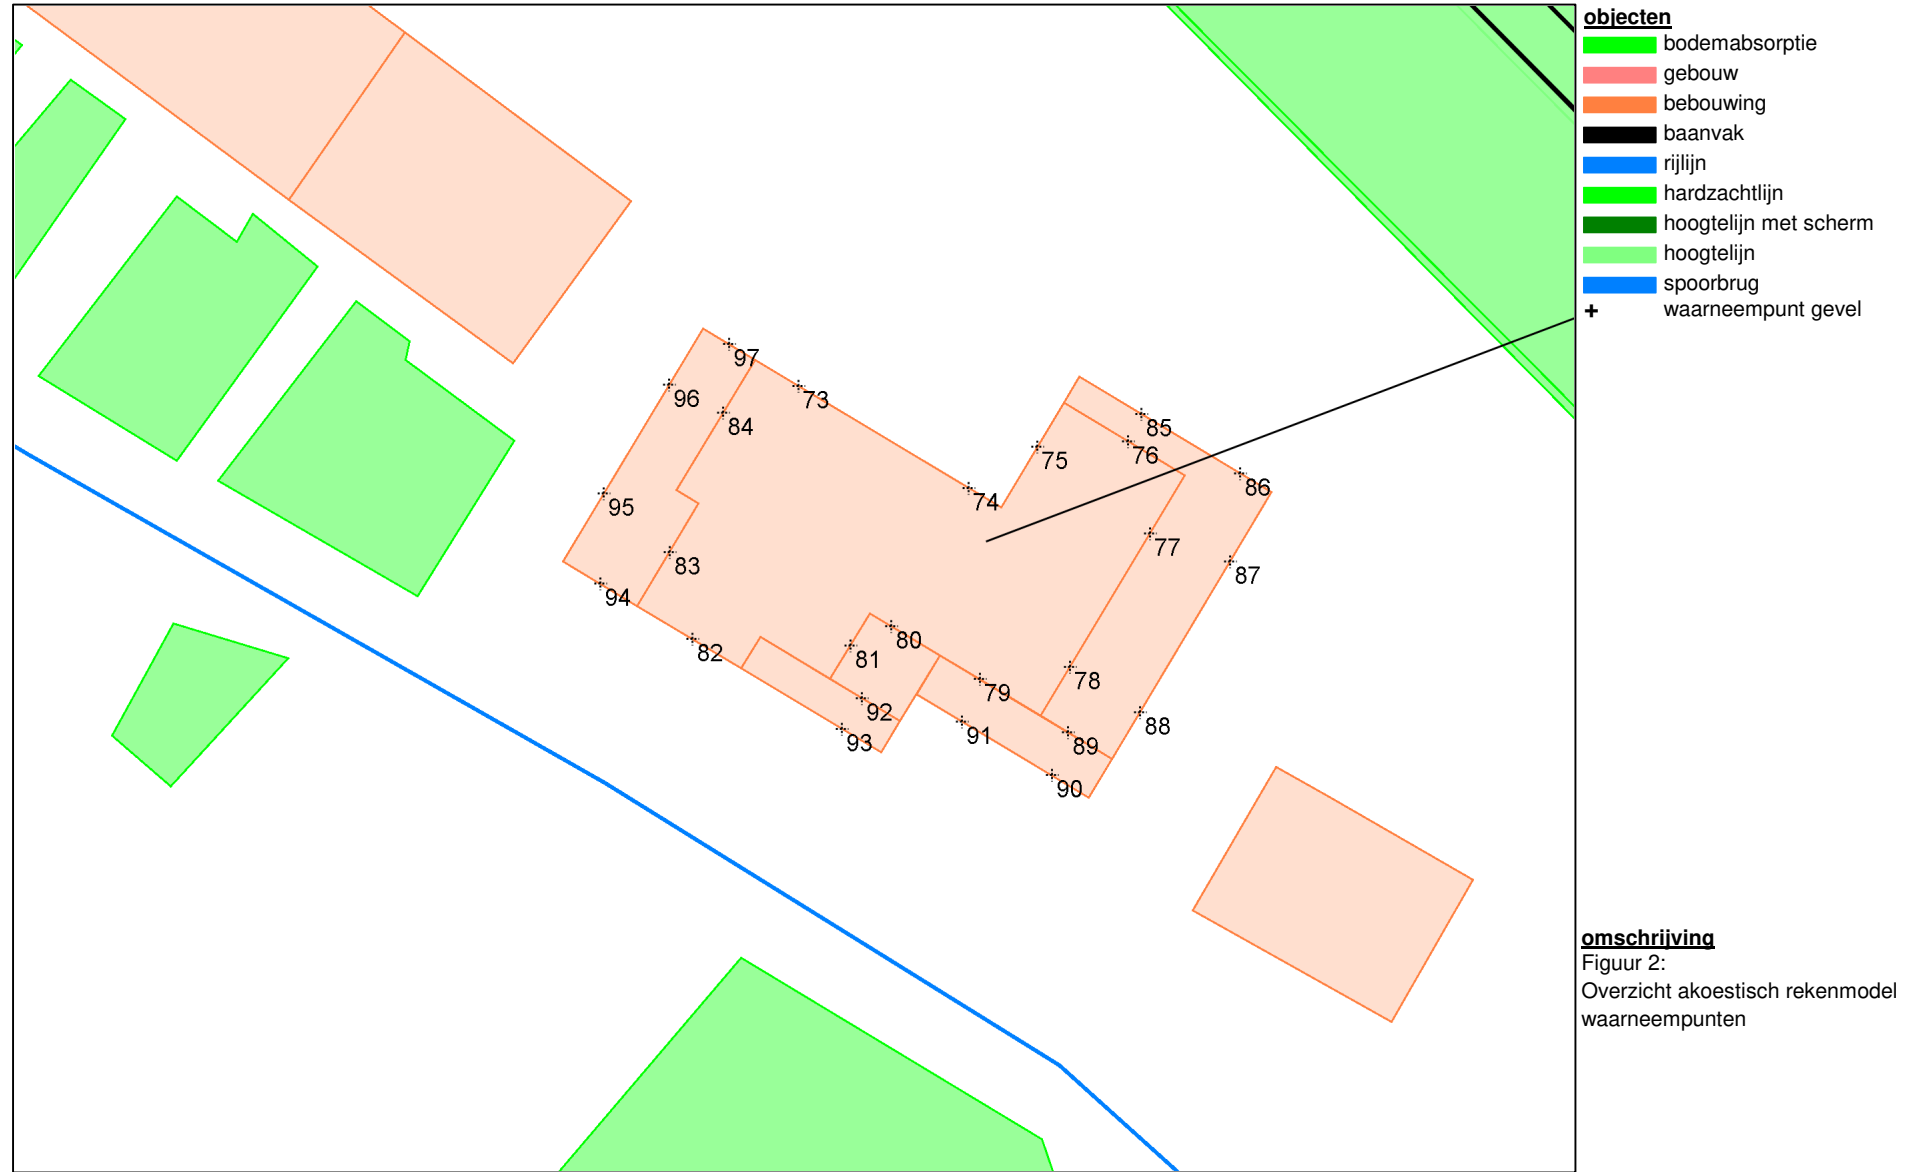 objecten
bodemabsorptie
gebouw
bebouwing
baanvak
rijlijn
hardzachtlijn
hoogtelijn met scherm
hoogtelijn
spoorbrug
+ waarneempunt gevel
97
96
73
84
85
76
75
86
74
95
77
87
83
94
80
82
81
78
79
92
88
91
93
89
90
omschrijving
Figuur 2:
Overzicht akoestisch rekenmodel
waarneempunten